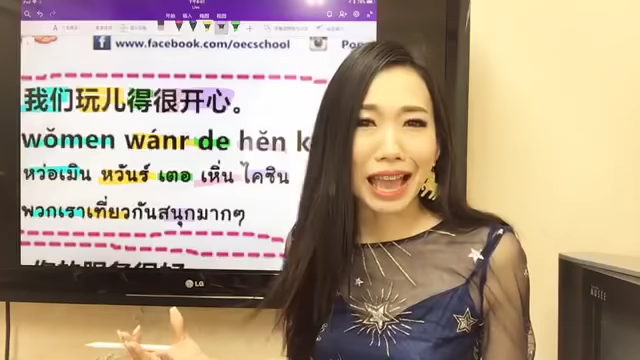 www.facebook.com/oecschool
我们玩儿得很开心。
wǒmen wánr de hěn k
หว่อเมิน หวันร์ เตอ เหิ่น ไคซิน
พวกเราเที่ยวกันสนุกมากๆ
LG